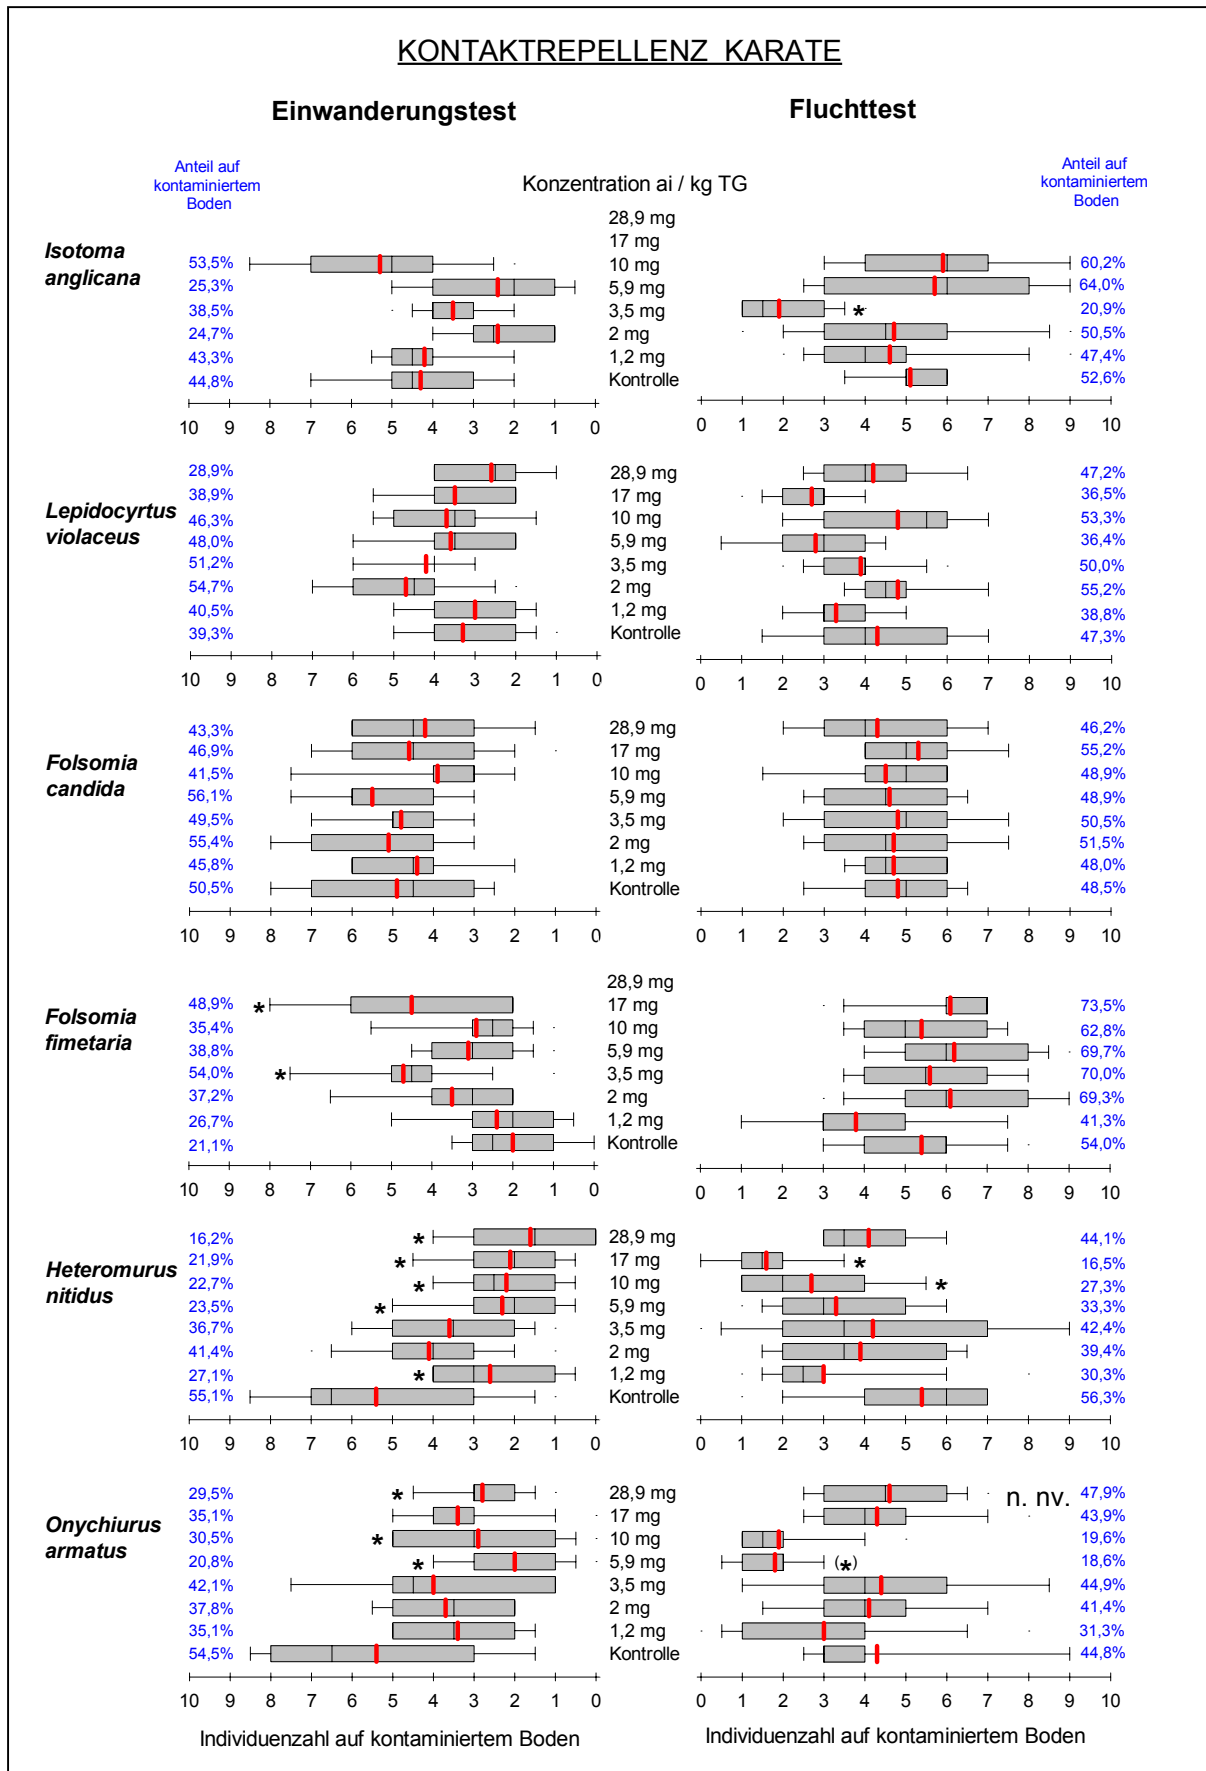 KONTAKTREPELLENZ KARATE
Einwanderungstest Fluchttest
Anteil auf kontaminiertem Boden
Konzentration ai / kg TG
Anteil auf kontaminiertem Boden
Isotoma anglicana
28,9 mg
17 mg
53,5% 10 mg 60,2%
25,3% 5,9 mg 64,0%
38,5% 3,5 mg * 20,9%
24,7% 2 mg 50,5%
43,3% 1,2 mg 47,4%
44,8% Kontrolle 52,6%
10 9 8 7 6 5 4 3 2 1 0 0 1 2 3 4 5 6 7 8 9 10
Lepidocyrtus violaceus
28,9% 28,9 mg 47,2%
38,9% 17 mg 36,5%
46,3% 10 mg 53,3%
48,0% 5,9 mg 36,4%
51,2% 3,5 mg 50,0%
54,7% 2 mg 55,2%
40,5% 1,2 mg 38,8%
39,3% Kontrolle 47,3%
10 9 8 7 6 5 4 3 2 1 0 0 1 2 3 4 5 6 7 8 9 10
Folsomia candida
43,3% 28,9 mg 46,2%
46,9% 17 mg 55,2%
41,5% 10 mg 48,9%
56,1% 5,9 mg 48,9%
49,5% 3,5 mg 50,5%
55,4% 2 mg 51,5%
45,8% 1,2 mg 48,0%
50,5% Kontrolle 48,5%
10 9 8 7 6 5 4 3 2 1 0 0 1 2 3 4 5 6 7 8 9 10
Folsomia fimetaria
28,9 mg
48,9% * 17 mg 73,5%
35,4% 10 mg 62,8%
38,8% 5,9 mg 69,7%
54,0% * 3,5 mg 70,0%
37,2% 2 mg 69,3%
26,7% 1,2 mg 41,3%
21,1% Kontrolle 54,0%
10 9 8 7 6 5 4 3 2 1 0 0 1 2 3 4 5 6 7 8 9 10
Heteromurus nitidus
16,2% * 28,9 mg 44,1%
21,9% * 17 mg * 16,5%
22,7% * 10 mg * 27,3%
23,5% * 5,9 mg 33,3%
36,7% 3,5 mg 42,4%
41,4% 2 mg 39,4%
27,1% * 1,2 mg 30,3%
55,1% Kontrolle 56,3%
10 9 8 7 6 5 4 3 2 1 0 0 1 2 3 4 5 6 7 8 9 10
Onychiurus armatus
29,5% * 28,9 mg n. nv. 47,9%
35,1% 17 mg 43,9%
30,5% * 10 mg 19,6%
20,8% * 5,9 mg (*) 18,6%
42,1% 3,5 mg 44,9%
37,8% 2 mg 41,4%
35,1% 1,2 mg 31,3%
54,5% Kontrolle 44,8%
10 9 8 7 6 5 4 3 2 1 0 0 1 2 3 4 5 6 7 8 9 10
Individuenzahl auf kontaminiertem Boden Individuenzahl auf kontaminiertem Boden